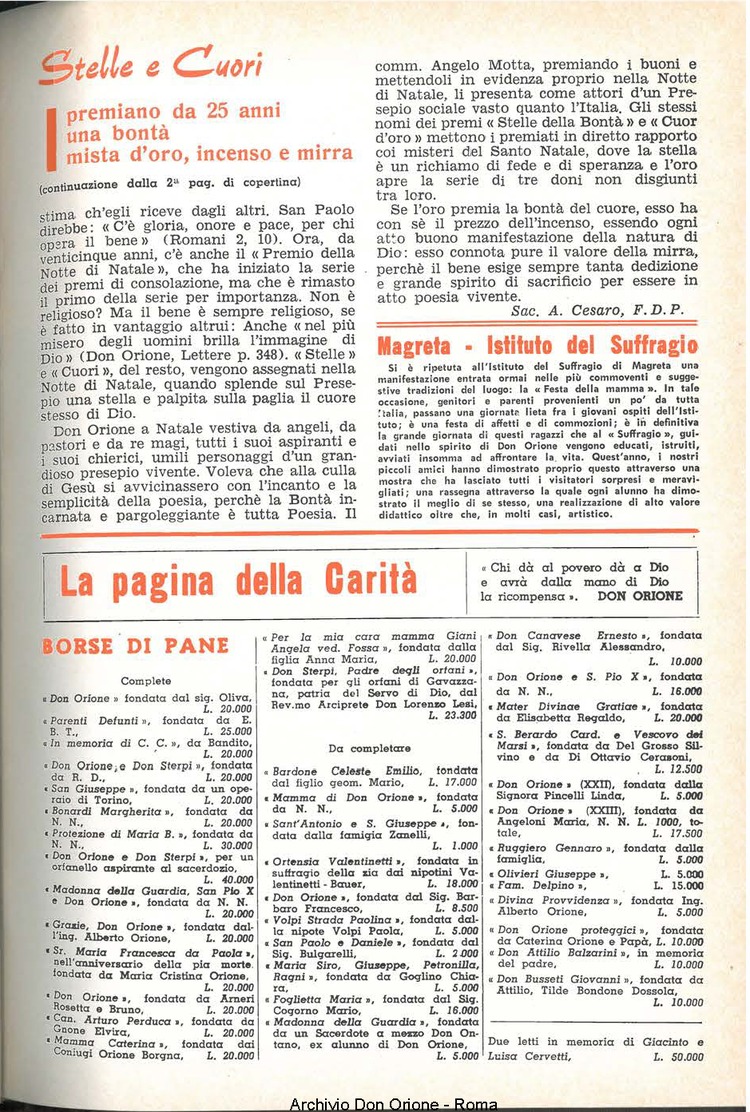 Stelle e Cuori
I premiano da 25 anni
una bontà
mista d'oro, incenso e mirra
(continuazione dalla 2ª pag. di copertina)
stima ch'egli riceve dagli altri. San Paolo
direbbe: « C'è gloria, onore e pace, per chi
opera il bene » (Romani 2, 10). Ora, da
venticinque anni, c'è anche il « Premio della
Notte di Natale », che ha iniziato la serie
dei premi di consolazione, ma che è rimasto
il primo della serie per importanza. Non è
religioso? Ma il bene è sempre religioso, se
è fatto in vantaggio altrui: Anche « nel più
misero degli uomini brilla l'immagine di
Dio » (Don Orione, Lettere p. 348). « Stelle »
e « Cuori », del resto, vengono assegnati nella
Notte di Natale, quando splende sul Prese-
pio una stella e palpita sulla paglia il cuore
stesso di Dio.
Don Orione a Natale vestiva da angeli, da
pastori e da re magi, tutti i suoi aspiranti e
i suoi chierici, umili personaggi d'un gran-
dioso presepio vivente. Voleva che alla culla
di Gesù si avvicinassero con l'incanto e la
semplicità della poesia, perchè la Bontà in-
carnata e pargoleggiante è tutta Poesia. Il
comm. Angelo Motta, premiando i buoni e
mettendoli in evidenza proprio nella Notte
di Natale, li presenta come attori d'un Pre-
sepio sociale vasto quanto l'Italia. Gli stessi
nomi dei premi « Stelle della Bontà » e « Cuor
d'oro » mettono i premiati in diretto rapporto
coi misteri del Santo Natale, dove la stella
è un richiamo di fede e di speranza e l'oro
apre la serie di tre doni non disgiunti
tra loro.
Se l'oro premia la bontà del cuore, esso ha
con sè il prezzo dell'incenso, essendo ogni
atto buono manifestazione della natura di
Dio: esso connota pure il valore della mirra,
perchè il bene esige sempre tanta dedizione
e grande spirito di sacrificio per essere in
atto poesia vivente.
Sac. A. Cesaro, F. D. P.
Magreta - Istituto del Suffragio
Si è ripetuta all'Istituto del Suffragio di Magreta una
manifestazione entrata ormai nelle più commoventi e sugge-
stive tradizioni del luogo: la « Festa della mamma ». In tale
occasione, genitori e parenti provenienti un po' da tutta
Italia, passano una giornata lieta fra i giovani ospiti dell'Isti-
tuto; è una festa di affetti e di commozioni; è in definitiva
la grande giornata di questi ragazzi che al « Suffragio », gui-
dati nello spirito di Don Orione vengono educati, istruiti,
avviati insomma ad affrontare la vita. Quest'anno, i nostri
piccoli amici hanno dimostrato proprio questo attraverso una
mostra che ha lasciato tutti i visitatori sorpresi e meravi-
gliati; una rassegna attraverso la quale ogni alunno ha dimo-
strato il meglio di se stesso, una realizzazione di alto valore
didattico oltre che, in molti casi, artistico.
La pagina della Carità
« Chi dà al povero dà a Dio
e avrà dalla mano di Dio
la ricompensa ». DON ORIONE
BORSE DI PANE
Complete
« Don Orione » fondata dal sig. Oliva,
L. 20.000
« Parenti Defunti », fondata da E.
B. T., L. 25.000
« In memoria di C. C. », da Bandito,
L. 20.000
« Don Orione e Don Sterpi », fondata
da R. D., L. 20.000
« San Giuseppe », fondata da un ope-
raio di Torino, L. 20.000
« Bonardi Margherita », fondata da
N. N., L. 20.000
« Protezione di Maria B. », fondata da
N. N., L. 30.000
« Don Orione e Don Sterpi », per un
orfanello aspirante al sacerdozio,
L. 40.000
« Madonna della Guardia, San Pio X
e Don Orione », fondata da N. N.
L. 20.000
« Grazie, Don Orione », fondata dal-
l'ing. Alberto Orione, L. 20.000
« Sr. Maria Francesca da Paola »,
nell'anniversario della pia morte
fondata da Maria Cristina Orione,
L. 20.000
« Don Orione », fondata da Arneri
Rosetta e Bruno, L. 20.000
« Can. Arturo Perduca », fondata da
Gnone Elvira, L. 20.000
« Mamma Caterina », fondata dai
Coniugi Orione Borgna, L. 20.000
« Per la mia cara mamma Giani
Angela ved. Fossa », fondata dalla
figlia Anna Maria, L. 20.000
« Don Sterpi, Padre degli orfani »,
fondata per gli orfani di Gavazza-
na, patria del Servo di Dio, dal
Rev.mo Arciprete Don Lorenzo Lesi,
L. 23.300
Da completare
« Bardone Celeste Emilio, fondata
dal figlio geom. Mario, L. 17.000
« Mamma di Don Orione », fondata
da N. N., L. 5.000
« Sant'Antonio e S. Giuseppe », fon-
data dalla famigia Zanelli,
L. 1.000
« Ortensia Valentinetti », fondata in
suffragio della zia dai nipotini Va-
lentinetti - Bauer, L. 18.000
« Don Orione », fondata dal Sig. Bar-
baro Francesco, L. 8.500
« Volpi Strada Paolina », fondata dal-
la nipote Volpi Paola, L. 5.000
« San Paolo e Daniele », fondata dal
Sig. Bulgarelli, L. 2 000
« Maria Siro, Giuseppe, Petronilla,
Ragni », fondata da Goglino Chia-
ra, L. 5.000
« Foglietta Maria », fondata dal Sig.
Cogorno Mario, L. 16.000
« Madonna della Guardia », fondata
da un Sacerdote a mezzo Don On-
tano, ex alunno di Don Orione,
L. 5.000
« Don Canavese Ernesto », fondata
dal Sig. Rivella Alessandro,
L. 10.000
« Don Orione e S. Pio X », fondata
da N. N., L. 16.000
« Mater Divinae Gratiae », fondata
da Elisabetta Regaldo, L. 20.000
« S. Berardo Card. e Vescovo dei
Marsi », fondata da Del Grosso Sil-
vino e da Di Ottavio Cerasoni,
L. 12.500
« Don Orione » (XXII), fondata dalla
Signora Pincelli Linda, L. 5.000
« Don Orione » (XXIII), fondata da
Angeloni Maria, N. N. L. 1000, to-
tale, L. 17.500
« Ruggiero Gennaro », fondata dalla
famiglia, L. 5.000
« Olivieri Giuseppe », L. 5.000
« Fam. Delpino », L. 15.000
« Divina Provvidenza », fondata Ing.
Alberto Orione, L. 5.000
« Don Orione proteggici », fondata
da Caterina Orione e Papà, L. 10.000
« Don Attilio Balzarini », in memoria
del padre, L. 10.000
« Don Busseti Giovanni », fondata da
Attilio, Tilde Bondone Dossola,
L. 10.000
Due letti in memoria di Giacinto e
Luisa Cervetti, L. 50.000
Archivio Don Orione - Roma